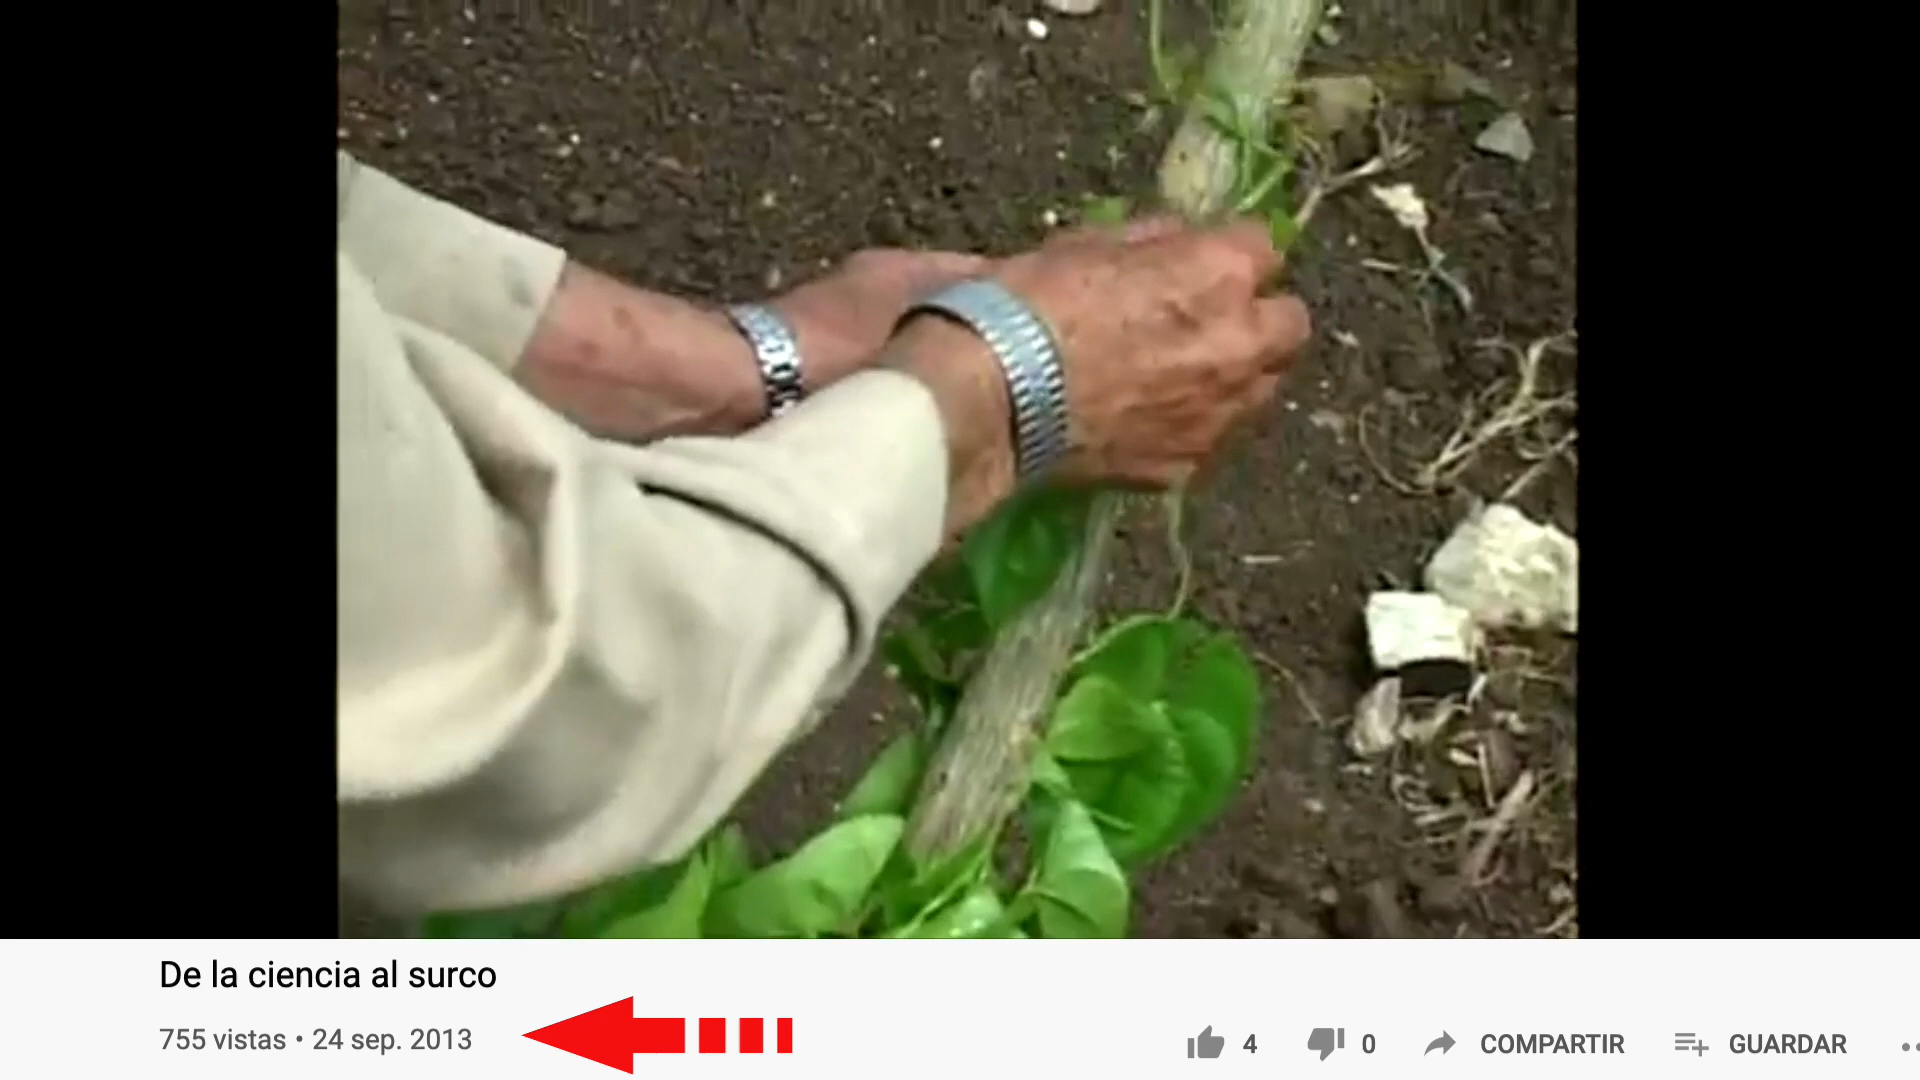 De la ciencia al surco
755 vistas • 24 sep. 2013
4 0 COMPARTIR GUARDAR